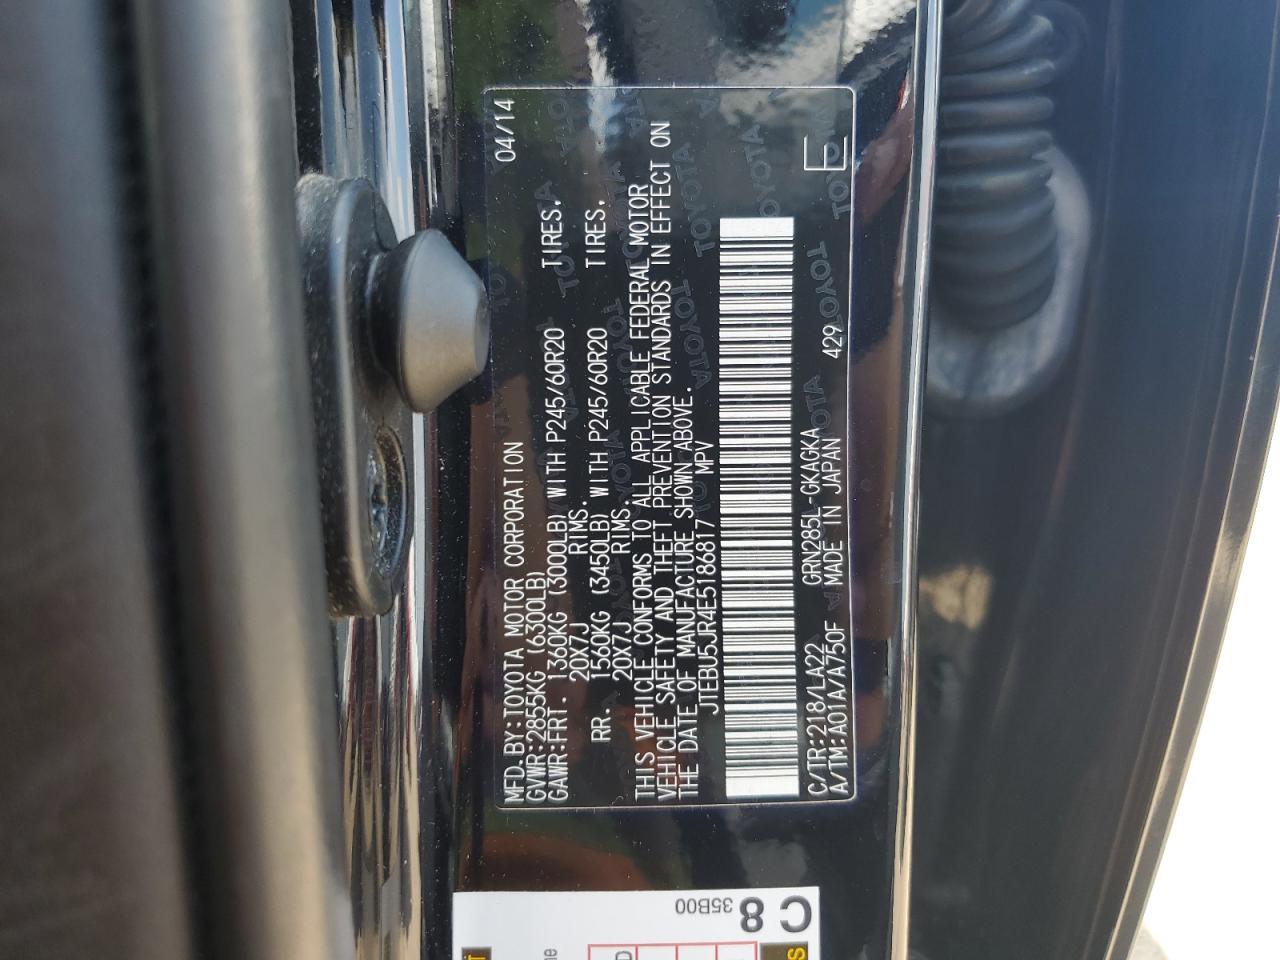 MFD.BY:TOYOTA MOTOR CORPORATION 04/14
GVWR:2855KG (6300LB)
GAWR:FRT. 1360KG (3000LB) WITH P245/60R20 TIRES.
20X7J RIMS.
RR. 1560KG (3450LB) WITH P245/60R20 TIRES.
20X7J RIMS.
THIS VEHICLE CONFORMS TO ALL APPLICABLE FEDERAL MOTOR
VEHICLE SAFETY AND THEFT PREVENTION STANDARDS IN EFFECT ON
THE DATE OF MANUFACTURE SHOWN ABOVE.
JTEBU5JR4E5186817 MPV
C/TR:218/LA22 GRN285L-GKAGKA
A/TM:A01A/A750F MADE IN JAPAN 429
E
C 8
35B00